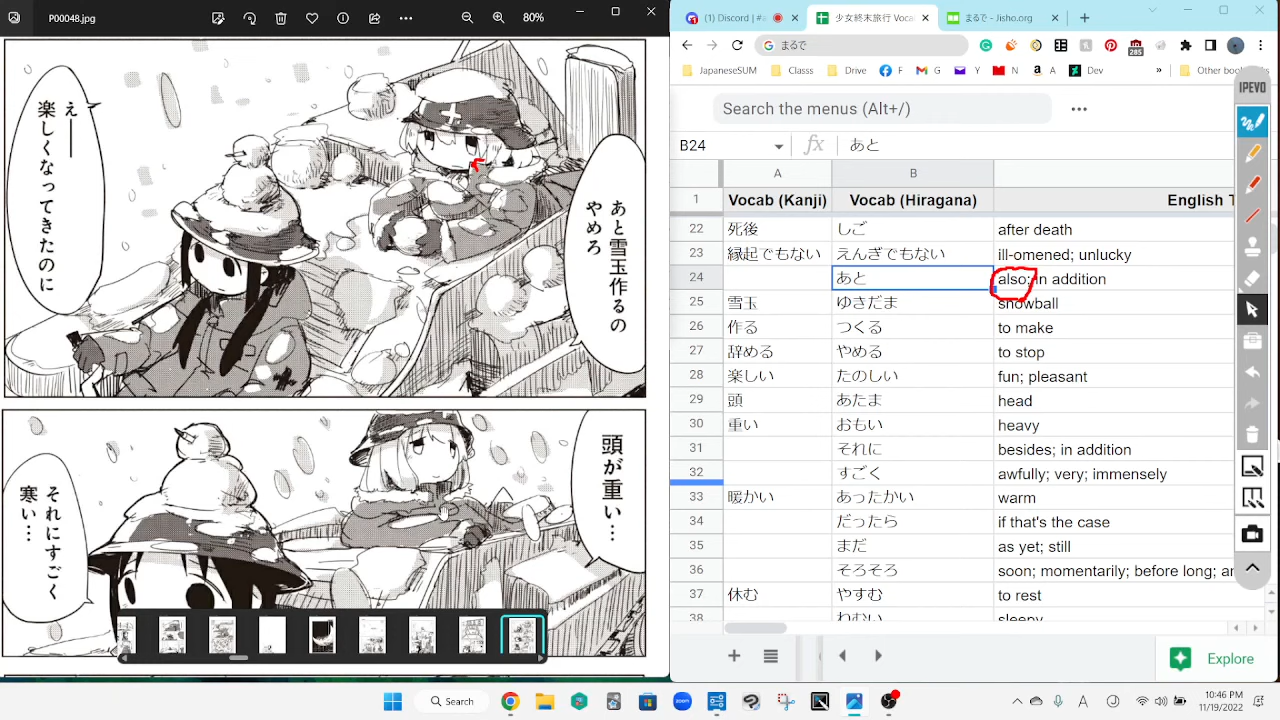 P00048.jpg
80%
え――
楽しくなってきたのに
あと雪玉作るの
やめろ
頭が重い…
それにすごく
寒い…
(1) Discord | #
少女終末旅行 Voca
まるで - Jisho.org
まるで
JapaneseBUM
Class
Drive
F
G
Y
N
A
Dev
»
Other bookm
Search the menus (Alt+/)
IPEVO
B24
fx
あと
A
B
1
Vocab (Kanji)
Vocab (Hiragana)
English T
22
死後
しご
after death
23
縁起でもない
えんぎでもない
ill-omened; unlucky
24
あと
also; in addition
25
雪玉
ゆきだま
snowball
26
作る
つくる
to make
27
辞める
やめる
to stop
28
楽しい
たのしい
fun; pleasant
29
頭
あたま
head
30
重い
おもい
heavy
31
それに
besides; in addition
32
すごく
awfully; very; immensely
33
暖かい
あったかい
warm
34
だったら
if that's the case
35
まだ
as yet; still
36
そろそろ
soon; momentarily; before long; an
37
休む
やすむ
to rest
38
ねむい
sleepy
Explore
Search
zoom
10:46 PM